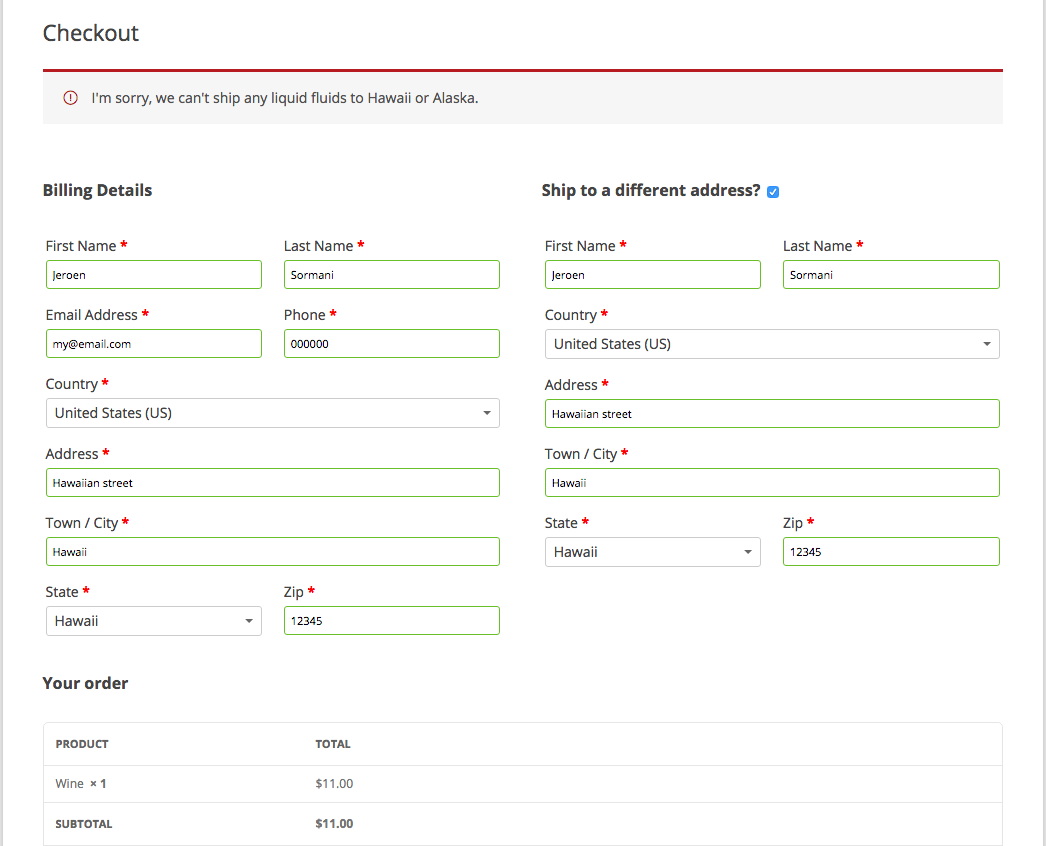 Checkout
I'm sorry, we can't ship any liquid fluids to Hawaii or Alaska.
Billing Details
First Name *
Last Name *
Jeroen
Sormani
Email Address *
Phone *
my@email.com
000000
Country *
United States (US)
Address *
Hawaiian street
Town / City *
Hawaii
State *
Zip *
Hawaii
12345
Ship to a different address?
First Name *
Last Name *
Jeroen
Sormani
Country *
United States (US)
Address *
Hawaiian street
Town / City *
Hawaii
State *
Zip *
Hawaii
12345
Your order
PRODUCT TOTAL
Wine × 1 $11.00
SUBTOTAL $11.00